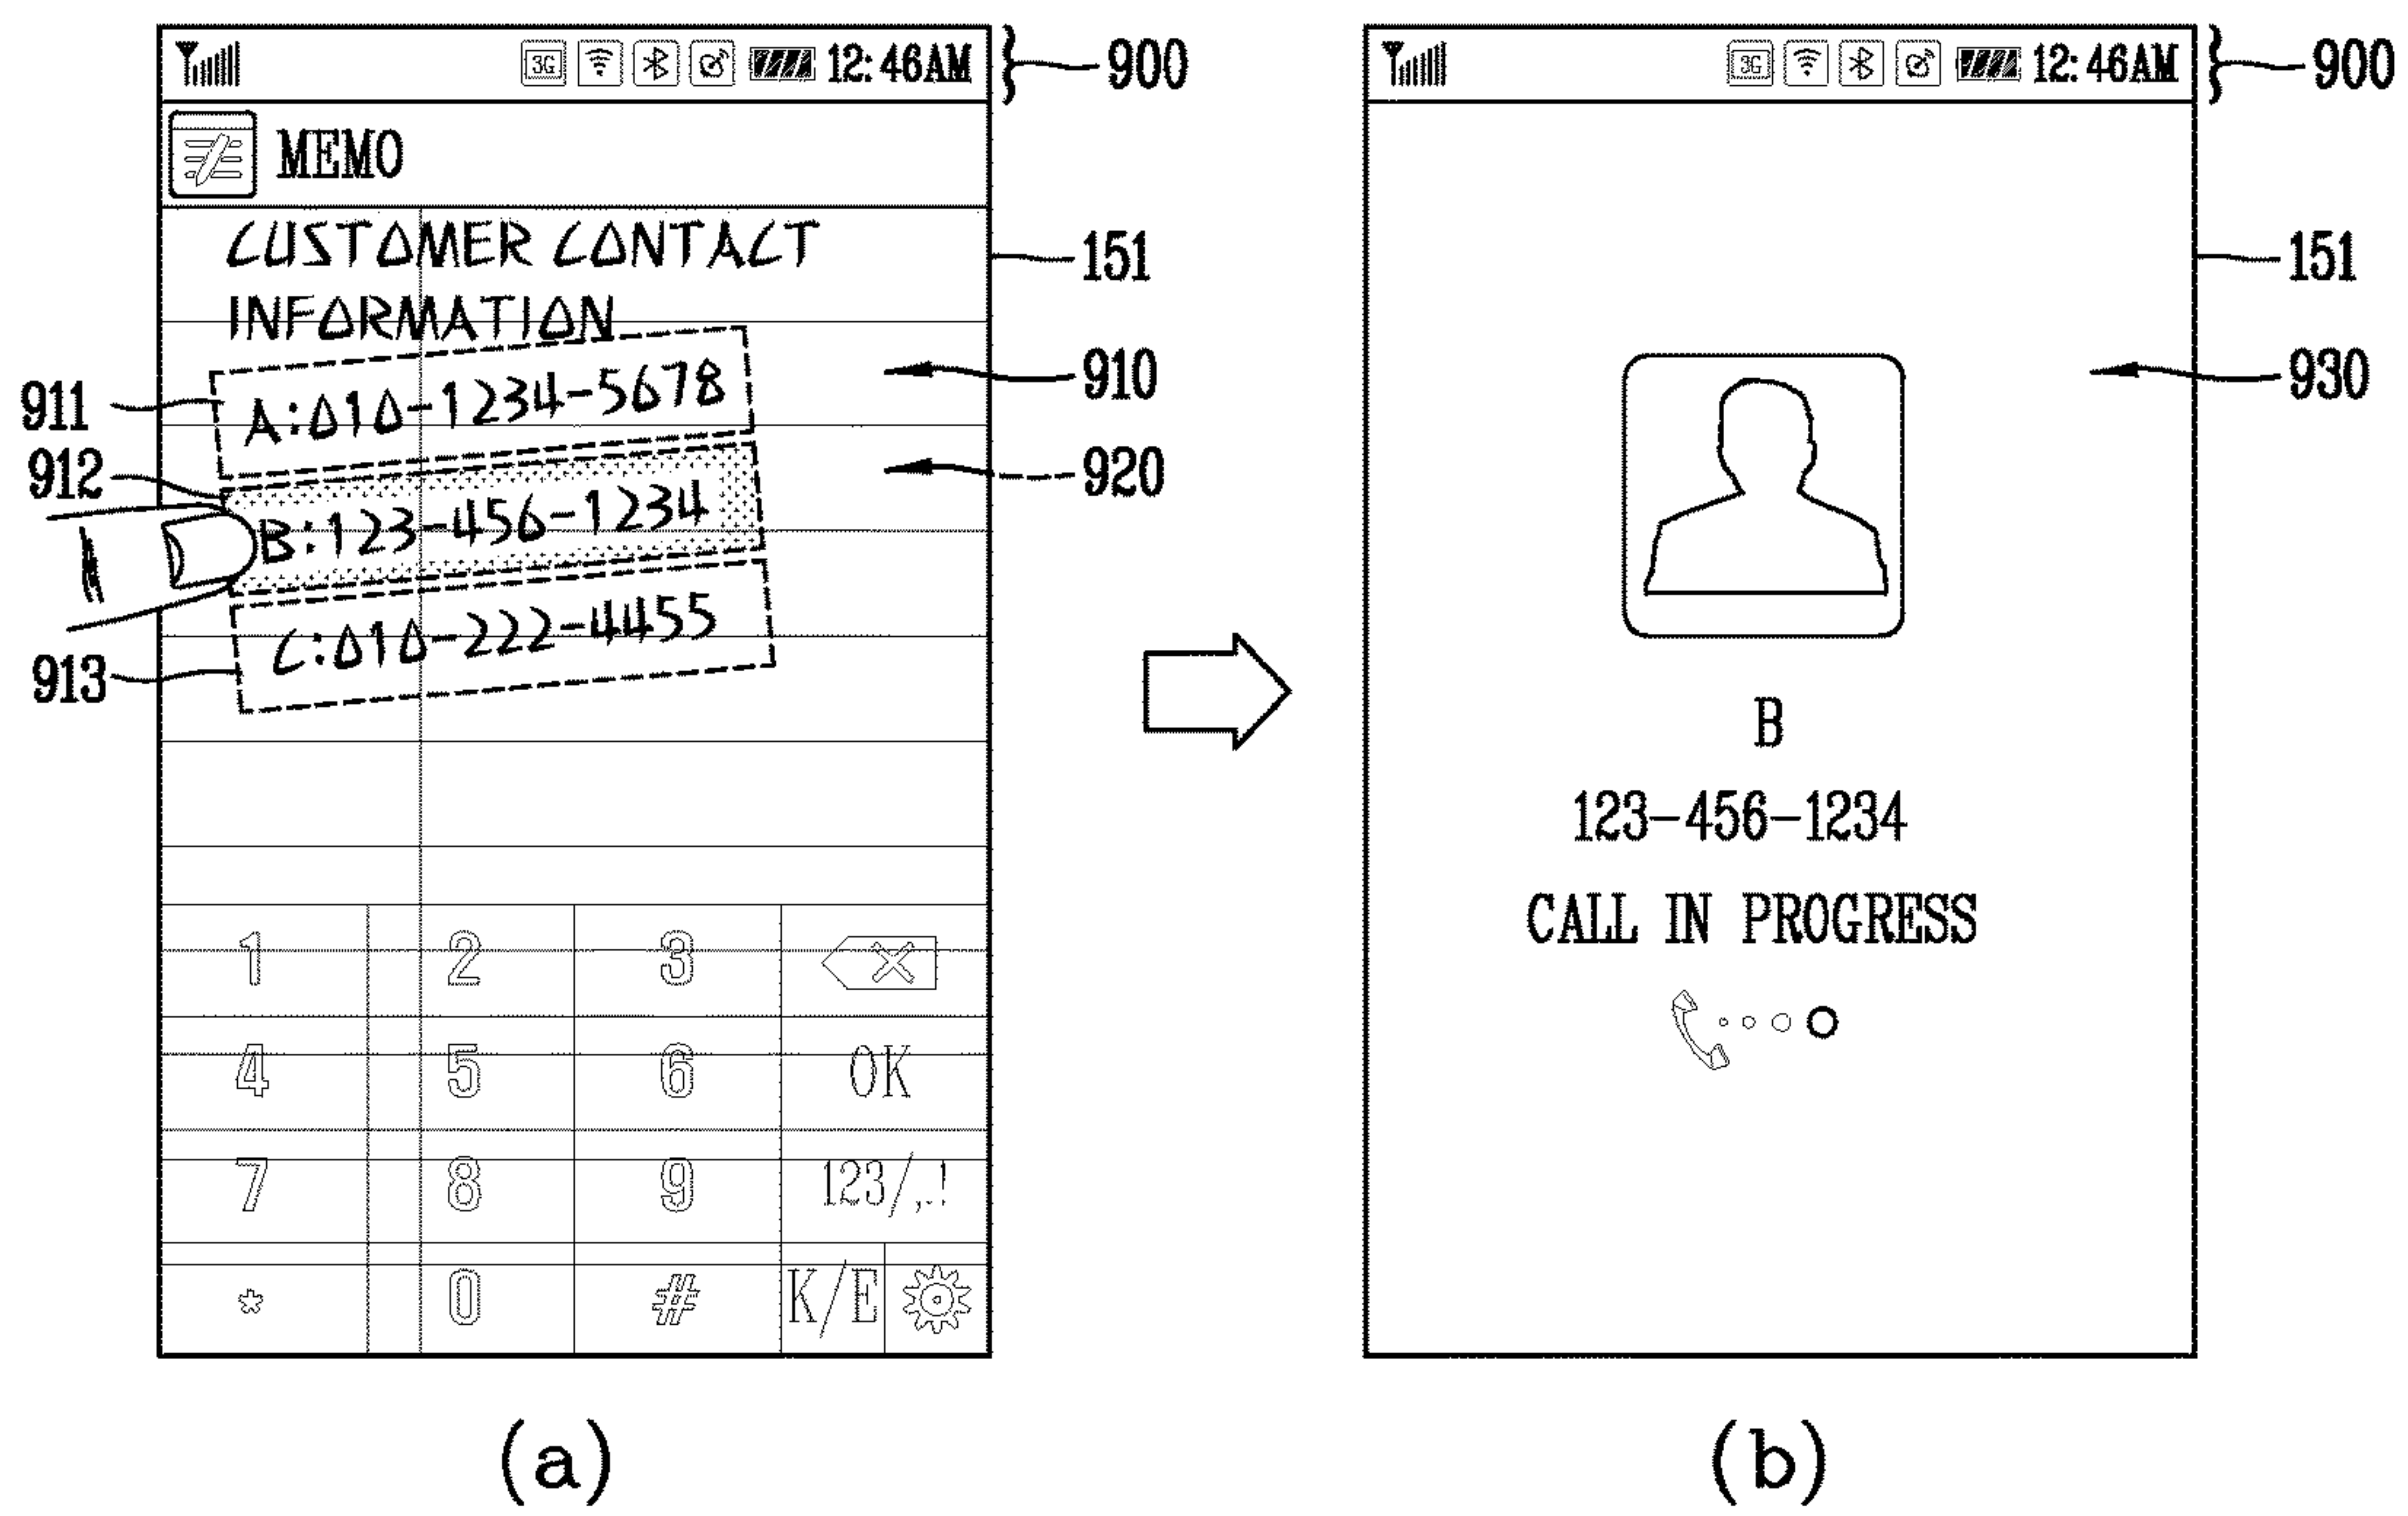 3G 12:46AM 900
MEMO
CUSTOMER CONTACT 151
INFORMATION
910
911 A:010-1234-5678
920
912
B:123-456-1234
C:010-222-4455
913
1 2 3
4 5 6 OK
7 8 9 123/,.!
* 0 # K/E
(a)
3G 12:46AM 900
151
930
B
123-456-1234
CALL IN PROGRESS
(b)